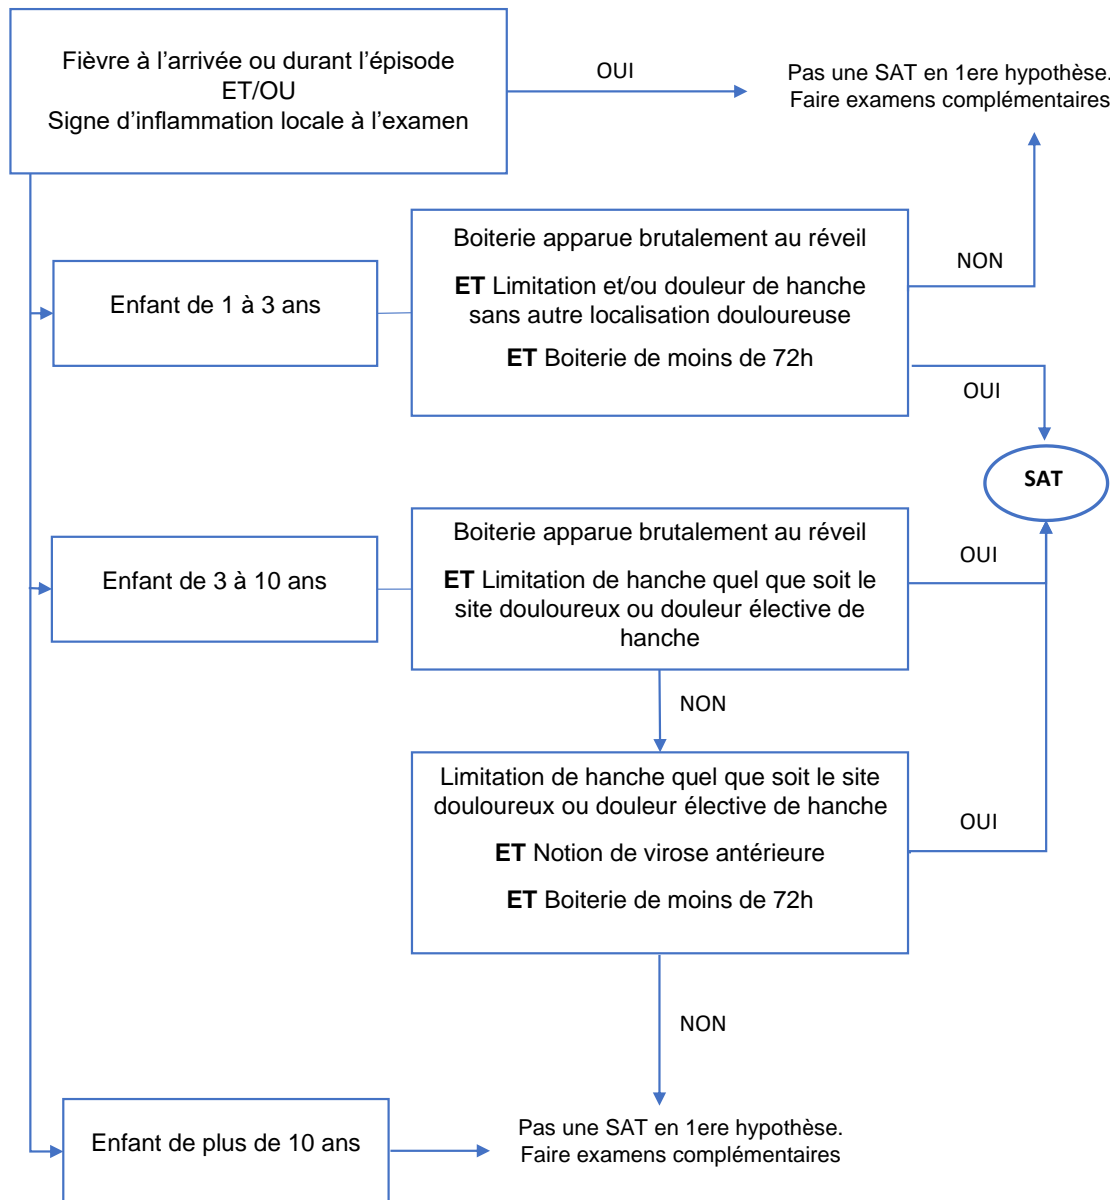 Fièvre à l’arrivée ou durant l’épisode
ET/OU
Signe d’inflammation locale à l’examen
OUI
Pas une SAT en 1ere hypothèse.
Faire examens complémentaires
Enfant de 1 à 3 ans
Boiterie apparue brutalement au réveil
ET Limitation et/ou douleur de hanche
sans autre localisation douloureuse
ET Boiterie de moins de 72h
NON
OUI
SAT
Enfant de 3 à 10 ans
Boiterie apparue brutalement au réveil
ET Limitation de hanche quel que soit le
site douloureux ou douleur élective de
hanche
OUI
NON
Limitation de hanche quel que soit le site
douloureux ou douleur élective de hanche
ET Notion de virose antérieure
ET Boiterie de moins de 72h
OUI
NON
Enfant de plus de 10 ans
Pas une SAT en 1ere hypothèse.
Faire examens complémentaires